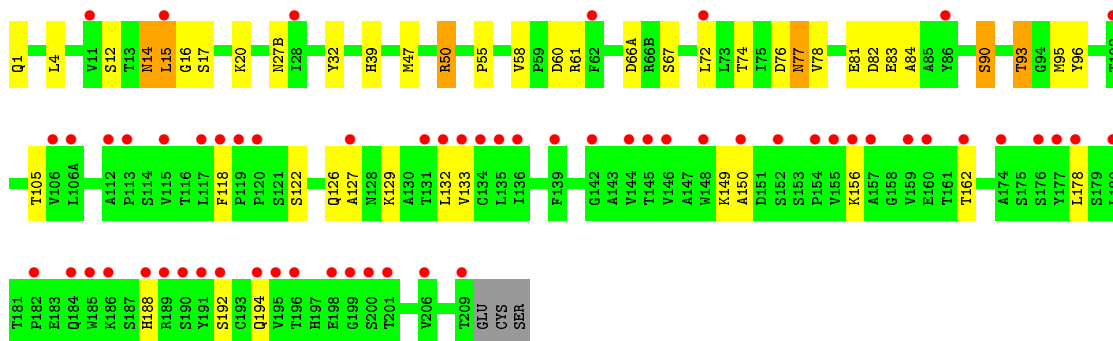 Q1 L4 V11 S12 T13 N14 L15 G16 S17 K20 N27B I28 Y32 H39 M47 R50 P55 V58 P59 D60 R61 F62 D66A R66B S67 L72 L73 T74 I75 D76 N77 V78 E81 D82 E83 A84 A85 Y86 S90 T93 G94 M95 Y96
T105 V106 L106A A112 P113 S114 V115 T116 L117 F118 P119 P120 S121 S122 Q126 A127 N128 K129 A130 T131 L132 V133 C134 L135 I136 F139 G142 A143 V144 T145 V146 A147 W148 K149 A150 D151 S152 S153 P154 V155 K156 A157 G158 V159 E160 T161 T162 A174 S175 S176 Y177 L178 S179
T181 P182 E183 Q184 W185 K186 S187 H188 R189 S190 Y191 S192 C193 Q194 V195 T196 H197 E198 G199 S200 T201 V206 T209 GLU CYS SER